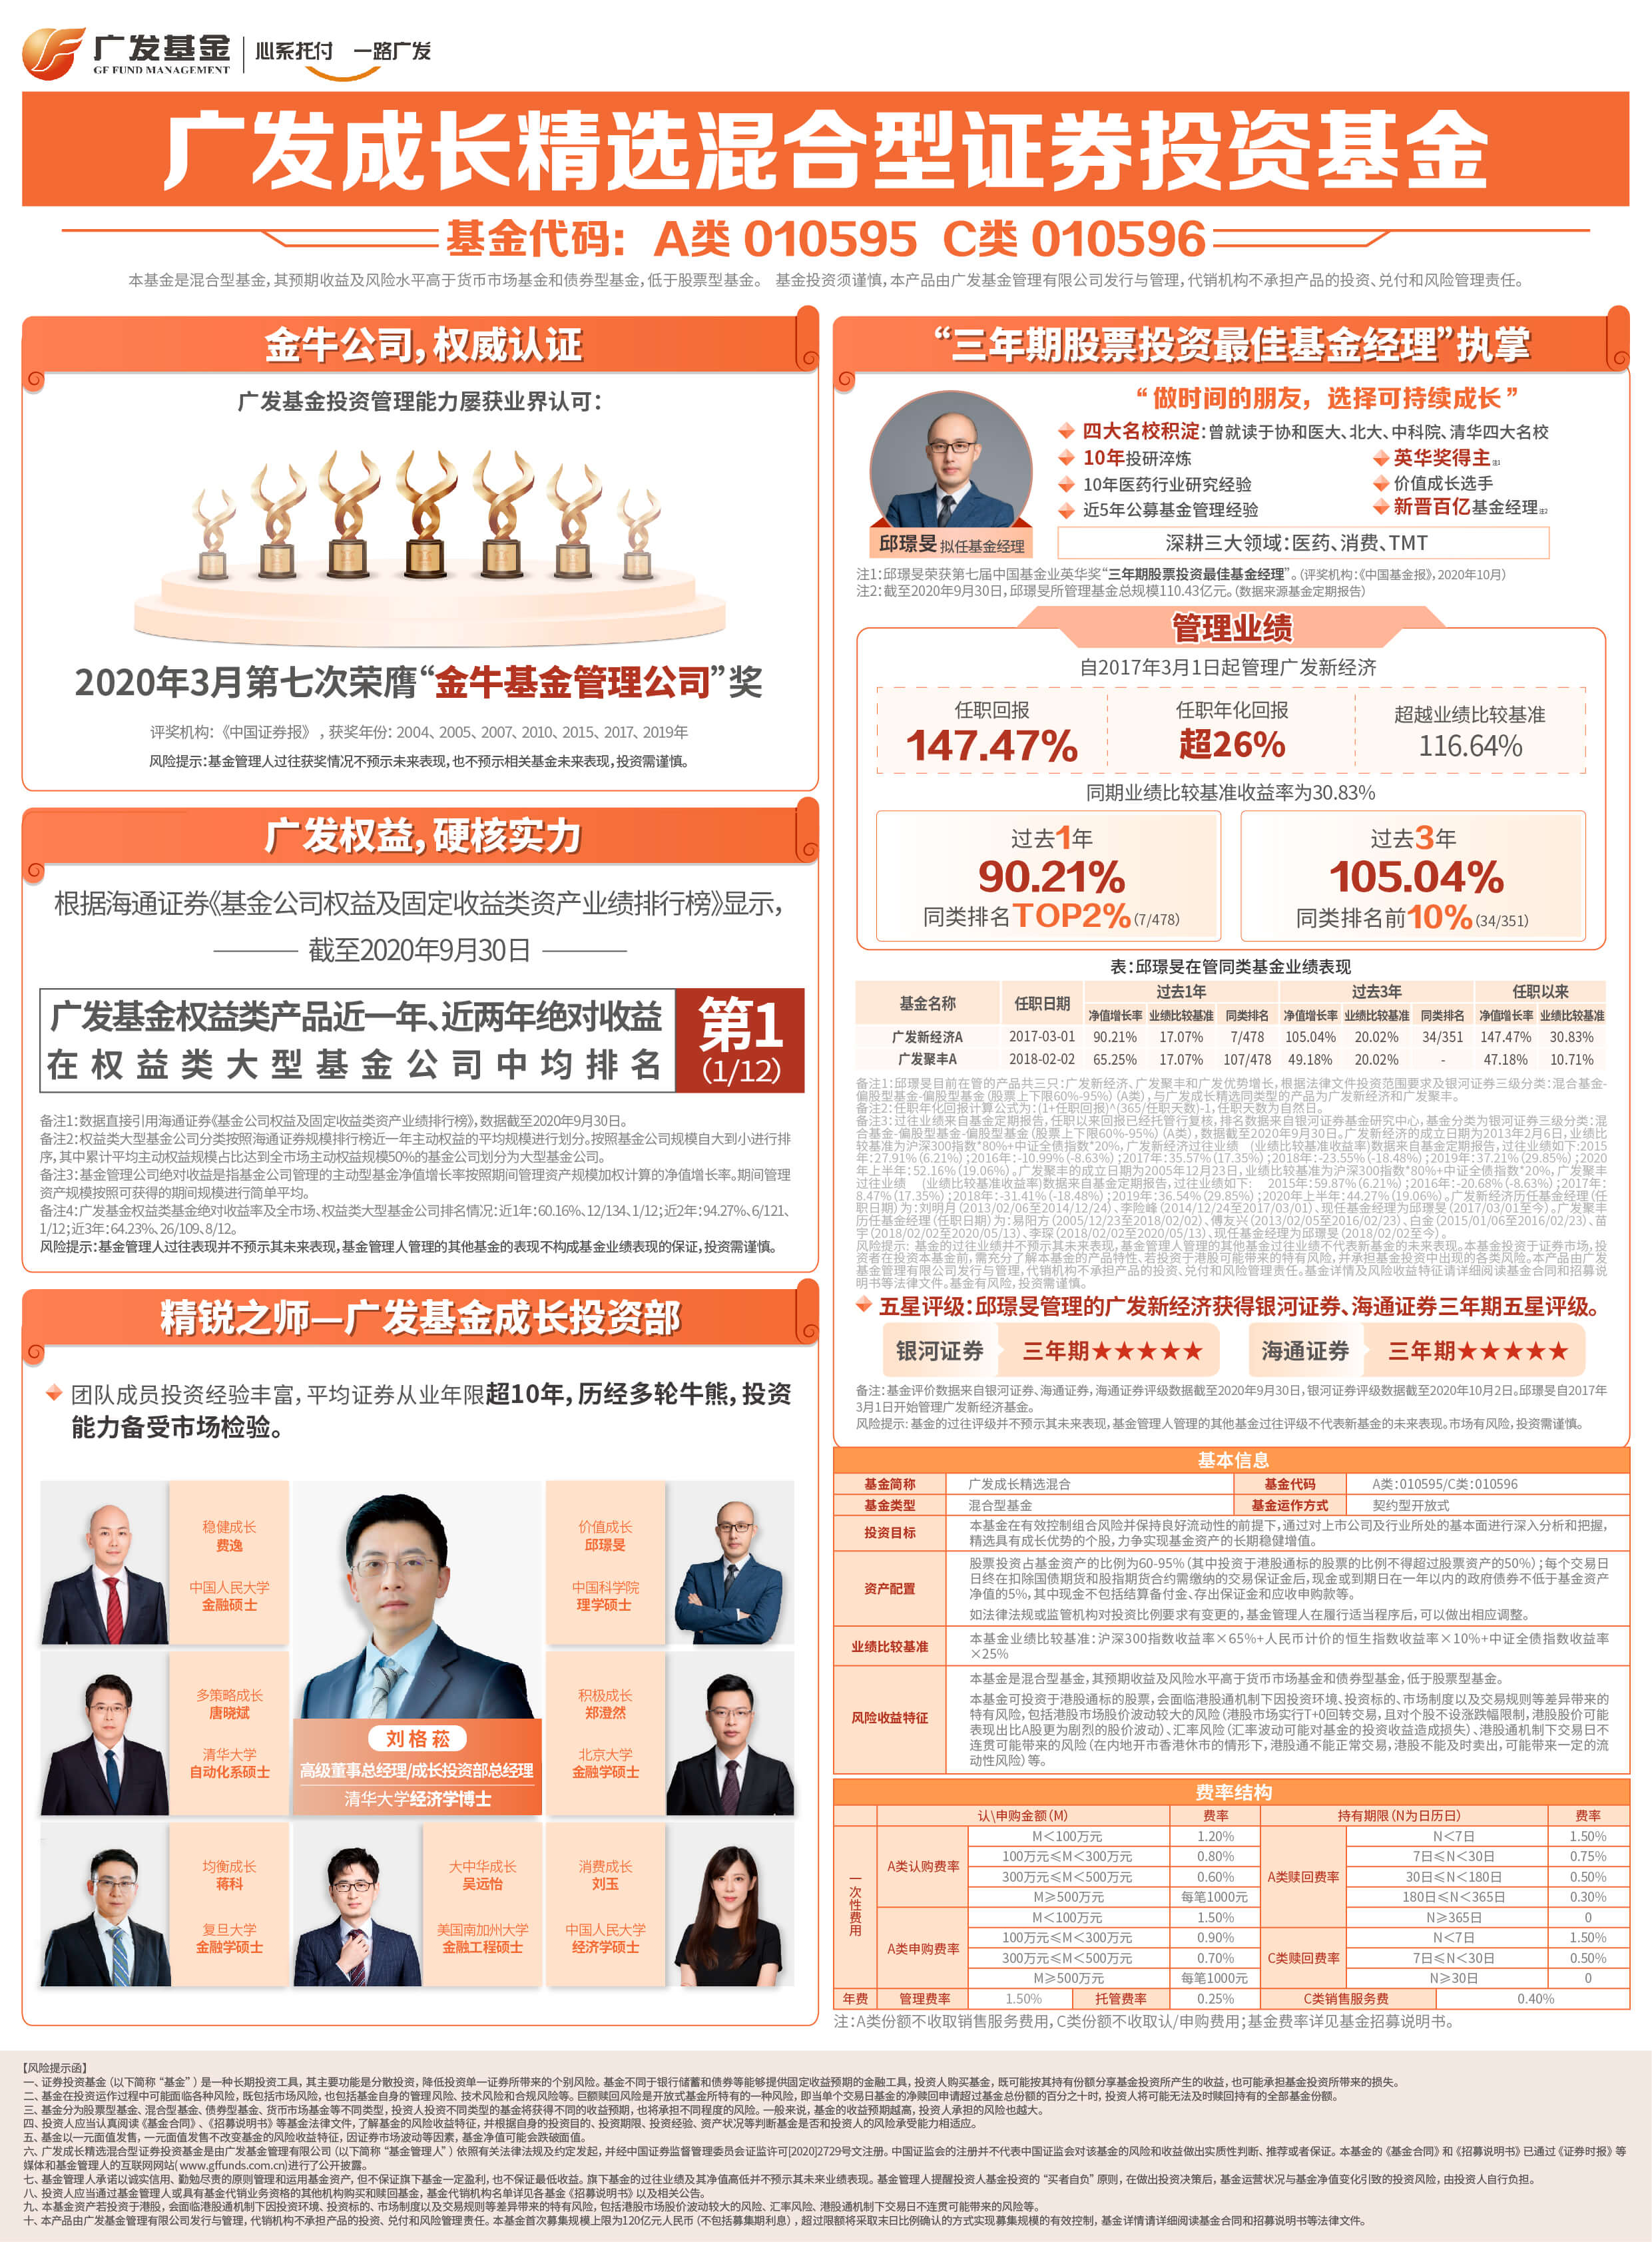 广发基金
GF FUND MANAGEMENT
心系托付 一路广发
广发成长精选混合型证券投资基金
基金代码：A类 010595 C类 010596
本基金是混合型基金，其预期收益及风险水平高于货币市场基金和债券型基金，低于股票型基金。 基金投资须谨慎，本产品由广发基金管理有限公司发行与管理，代销机构不承担产品的投资、兑付和风险管理责任。
金牛公司，权威认证
广发基金投资管理能力屡获业界认可：
2020年3月第七次荣膺“金牛基金管理公司”奖
评奖机构：《中国证券报》，获奖年份：2004、2005、2007、2010、2015、2017、2019年
风险提示：基金管理人过往获奖情况不预示未来表现，也不预示相关基金未来表现，投资需谨慎。
广发权益，硬核实力
根据海通证券《基金公司权益及固定收益类资产业绩排行榜》显示，
截至2020年9月30日
广发基金权益类产品近一年、近两年绝对收益
在权益类大型基金公司中均排名
第1
(1/12)
备注1：数据直接引用海通证券《基金公司权益及固定收益类资产业绩排行榜》，数据截至2020年9月30日。
备注2：权益类大型基金公司分类按照海通证券规模排行榜近一年主动权益的平均规模进行划分。按照基金公司规模自大到小进行排
序，其中累计平均主动权益规模占比达到全市场主动权益规模50%的基金公司划分为大型基金公司。
备注3：基金管理公司绝对收益是指基金公司管理的主动型基金净值增长率按照期间管理资产规模加权计算的净值增长率。期间管理
资产规模按照可获得的期间规模进行简单平均。
备注4：广发基金权益类基金绝对收益率及全市场、权益类大型基金公司排名情况：近1年：60.16%、12/134、1/12；近2年：94.27%、6/121、
1/12；近3年：64.23%、26/109、8/12。
风险提示：基金管理人过往表现并不预示其未来表现，基金管理人管理的其他基金的表现不构成基金业绩表现的保证，投资需谨慎。
精锐之师—广发基金成长投资部
团队成员投资经验丰富，平均证券从业年限超10年，历经多轮牛熊，投资
能力备受市场检验。
稳健成长
费逸
中国人民大学
金融硕士
价值成长
邱璟旻
中国科学院
理学硕士
多策略成长
唐晓斌
清华大学
自动化系硕士
刘格菘
高级董事总经理/成长投资部总经理
清华大学经济学博士
积极成长
郑澄然
北京大学
金融学硕士
均衡成长
蒋科
复旦大学
金融学硕士
大中华成长
吴远怡
美国南加州大学
金融工程硕士
消费成长
刘玉
中国人民大学
经济学硕士
“三年期股票投资最佳基金经理”执掌
“做时间的朋友，选择可持续成长”
四大名校积淀：曾就读于协和医大、北大、中科院、清华四大名校
10年投研淬炼
英华奖得主注1
10年医药行业研究经验
价值成长选手
近5年公募基金管理经验
新晋百亿基金经理注2
邱璟旻 拟任基金经理
深耕三大领域：医药、消费、TMT
注1：邱璟旻荣获第七届中国基金业英华奖“三年期股票投资最佳基金经理”。（评奖机构：《中国基金报》，2020年10月）
注2：截至2020年9月30日，邱璟旻所管理基金总规模110.43亿元。（数据来源基金定期报告）
管理业绩
自2017年3月1日起管理广发新经济
任职回报
147.47%
任职年化回报
超26%
超越业绩比较基准
116.64%
同期业绩比较基准收益率为30.83%
过去1年
90.21%
同类排名TOP2%(7/478)
过去3年
105.04%
同类排名前10%(34/351)
表：邱璟旻在管同类基金业绩表现
基金名称 任职日期 过去1年 过去3年 任职以来
净值增长率 业绩比较基准 同类排名 净值增长率 业绩比较基准 同类排名 净值增长率 业绩比较基准
广发新经济A 2017-03-01 90.21% 17.07% 7/478 105.04% 20.02% 34/351 147.47% 30.83%
广发聚丰A 2018-02-02 65.25% 17.07% 107/478 49.18% 20.02% - 47.18% 10.71%
备注1：邱璟旻目前在管的产品共三只：广发新经济、广发聚丰和广发优势增长，根据法律文件投资范围要求及银河证券三级分类：混合基金-
偏股型基金-偏股型基金（股票上下限60%-95%）（A类），与广发成长精选同类型的产品为广发新经济和广发聚丰。
备注2：任职年化回报计算公式为：(1+任职回报)^(365/任职天数)-1，任职天数为自然日。
备注3：过往业绩来自基金定期报告，任职以来回报已经托管行复核，排名数据来自银河证券基金研究中心，基金分类为银河证券三级分类：混
合基金-偏股型基金-偏股型基金（股票上下限60%-95%）（A类），数据截至2020年9月30日。广发新经济的成立日期为2013年2月6日，业绩比
较基准为沪深300指数*80%+中证全债指数*20%，广发新经济过往业绩 （业绩比较基准收益率）数据来自基金定期报告，过往业绩如下：2015
年：27.91%（6.21%）；2016年：-10.99%（-8.63%）；2017年：35.57%（17.35%）；2018年：-23.55%（-18.48%）；2019年：37.21%（29.85%）；2020
年上半年：52.16%（19.06%）。广发聚丰的成立日期为2005年12月23日，业绩比较基准为沪深300指数*80%+中证全债指数*20%，广发聚丰
过往业绩 （业绩比较基准收益率）数据来自基金定期报告，过往业绩如下： 2015年：59.87%（6.21%）；2016年：-20.68%（-8.63%）；2017年：
8.47%（17.35%）；2018年：-31.41%（-18.48%）；2019年：36.54%（29.85%）；2020年上半年：44.27%（19.06%）。广发新经济历任基金经理（任
职日期）为：刘明月（2013/02/06至2014/12/24）、李险峰（2014/12/24至2017/03/01）、现任基金经理为邱璟旻（2017/03/01至今）。广发聚丰
历任基金经理（任职日期）为：易阳方（2005/12/23至2018/02/02）、傅友兴（2013/02/05至2016/02/23）、白金（2015/01/06至2016/02/23）、苗
宇（2018/02/02至2020/05/13）、李琛（2018/02/02至2020/05/13）、现任基金经理为邱璟旻（2018/02/02至今）。
风险提示： 基金的过往业绩并不预示其未来表现，基金管理人管理的其他基金过往业绩不代表新基金的未来表现。本基金投资于证券市场，投
资者在投资本基金前，需充分了解本基金的产品特性、若投资于港股可能带来的特有风险，并承担基金投资中出现的各类风险。本产品由广发
基金管理有限公司发行与管理，代销机构不承担产品的投资、兑付和风险管理责任。基金详情及风险收益特征请详细阅读基金合同和招募说
明书等法律文件。基金有风险，投资需谨慎。
五星评级：邱璟旻管理的广发新经济获得银河证券、海通证券三年期五星评级。
银河证券 三年期★★★★★ 海通证券 三年期★★★★★
备注：基金评价数据来自银河证券、海通证券，海通证券评级数据截至2020年9月30日，银河证券评级数据截至2020年10月2日。邱璟旻自2017年
3月1日开始管理广发新经济基金。
风险提示：基金的过往评级并不预示其未来表现，基金管理人管理的其他基金过往评级不代表新基金的未来表现。市场有风险，投资需谨慎。
基本信息
基金简称 广发成长精选混合 基金代码 A类：010595/C类：010596
基金类型 混合型基金 基金运作方式 契约型开放式
投资目标
本基金在有效控制组合风险并保持良好流动性的前提下，通过对上市公司及行业所处的基本面进行深入分析和把握，
精选具有成长优势的个股，力争实现基金资产的长期稳健增值。
资产配置
股票投资占基金资产的比例为60-95%（其中投资于港股通标的股票的比例不得超过股票资产的50%）；每个交易日
日终在扣除国债期货和股指期货合约需缴纳的交易保证金后，现金或到期日在一年以内的政府债券不低于基金资产
净值的5%，其中现金不包括结算备付金、存出保证金和应收申购款等。
如法律法规或监管机构对投资比例要求有变更的，基金管理人在履行适当程序后，可以做出相应调整。
业绩比较基准
本基金业绩比较基准：沪深300指数收益率×65%+人民币计价的恒生指数收益率×10%+中证全债指数收益率
×25%
风险收益特征
本基金是混合型基金，其预期收益及风险水平高于货币市场基金和债券型基金，低于股票型基金。
本基金可投资于港股通标的股票，会面临港股通机制下因投资环境、投资标的、市场制度以及交易规则等差异带来的
特有风险，包括港股市场股价波动较大的风险（港股市场实行T+0回转交易，且对个股不设涨跌幅限制，港股股价可能
表现出比A股更为剧烈的股价波动）、汇率风险（汇率波动可能对基金的投资收益造成损失）、港股通机制下交易日不
连贯可能带来的风险（在内地开市香港休市的情形下，港股通不能正常交易，港股不能及时卖出，可能带来一定的流
动性风险）等。
费率结构
认\申购金额（M） 费率 持有期限（N为日历日） 费率
一次性费用
A类认购费率
M＜100万元 1.20%
100万元≤M＜300万元 0.80%
300万元≤M＜500万元 0.60%
M≥500万元 每笔1000元
A类申购费率
M＜100万元 1.50%
100万元≤M＜300万元 0.90%
300万元≤M＜500万元 0.70%
M≥500万元 每笔1000元
A类赎回费率
N＜7日 1.50%
7日≤N＜30日 0.75%
30日≤N＜180日 0.50%
180日≤N＜365日 0.30%
N≥365日 0
C类赎回费率
N＜7日 1.50%
7日≤N＜30日 0.50%
N≥30日 0
年费 管理费率 1.50% 托管费率 0.25% C类销售服务费 0.40%
注：A类份额不收取销售服务费用，C类份额不收取认/申购费用；基金费率详见基金招募说明书。
【风险提示函】
一、证券投资基金（以下简称“基金”）是一种长期投资工具，其主要功能是分散投资，降低投资单一证券所带来的个别风险。基金不同于银行储蓄和债券等能够提供固定收益预期的金融工具，投资人购买基金，既可能按其持有份额分享基金投资所产生的收益，也可能承担基金投资所带来的损失。
二、基金在投资运作过程中可能面临各种风险，既包括市场风险，也包括基金自身的管理风险、技术风险和合规风险等。巨额赎回风险是开放式基金所特有的一种风险，即当单个交易日基金的净赎回申请超过基金总份额的百分之十时，投资人将可能无法及时赎回持有的全部基金份额。
三、基金分为股票型基金、混合型基金、债券型基金、货币市场基金等不同类型，投资人投资不同类型的基金将获得不同的收益预期，也将承担不同程度的风险。一般来说，基金的收益预期越高，投资人承担的风险也越大。
四、投资人应当认真阅读《基金合同》、《招募说明书》等基金法律文件，了解基金的风险收益特征，并根据自身的投资目的、投资期限、投资经验、资产状况等判断基金是否和投资人的风险承受能力相适应。
五、基金以一元面值发售，一元面值发售不改变基金的风险收益特征，因证券市场波动等因素，基金净值可能会跌破面值。
六、广发成长精选混合型证券投资基金是由广发基金管理有限公司（以下简称“基金管理人”）依照有关法律法规及约定发起，并经中国证券监督管理委员会证监许可[2020]2729号文注册。中国证监会的注册并不代表中国证监会对该基金的风险和收益做出实质性判断、推荐或者保证。本基金的《基金合同》和《招募说明书》已通过《证券时报》等
媒体和基金管理人的互联网网站( www.gffunds.com.cn)进行了公开披露。
七、基金管理人承诺以诚实信用、勤勉尽责的原则管理和运用基金资产，但不保证旗下基金一定盈利，也不保证最低收益。旗下基金的过往业绩及其净值高低并不预示其未来业绩表现。基金管理人提醒投资人基金投资的“买者自负”原则，在做出投资决策后，基金运营状况与基金净值变化引致的投资风险，由投资人自行负担。
八、投资人应当通过基金管理人或具有基金代销业务资格的其他机构购买和赎回基金，基金代销机构名单详见各基金《招募说明书》以及相关公告。
九、本基金资产若投资于港股，会面临港股通机制下因投资环境、投资标的、市场制度以及交易规则等差异带来的特有风险，包括港股市场股价波动较大的风险、汇率风险、港股通机制下交易日不连贯可能带来的风险等。
十、本产品由广发基金管理有限公司发行与管理，代销机构不承担产品的投资、兑付和风险管理责任。本基金首次募集规模上限为120亿元人民币（不包括募集期利息），超过限额将采取末日比例确认的方式实现募集规模的有效控制，基金详情请详细阅读基金合同和招募说明书等法律文件。